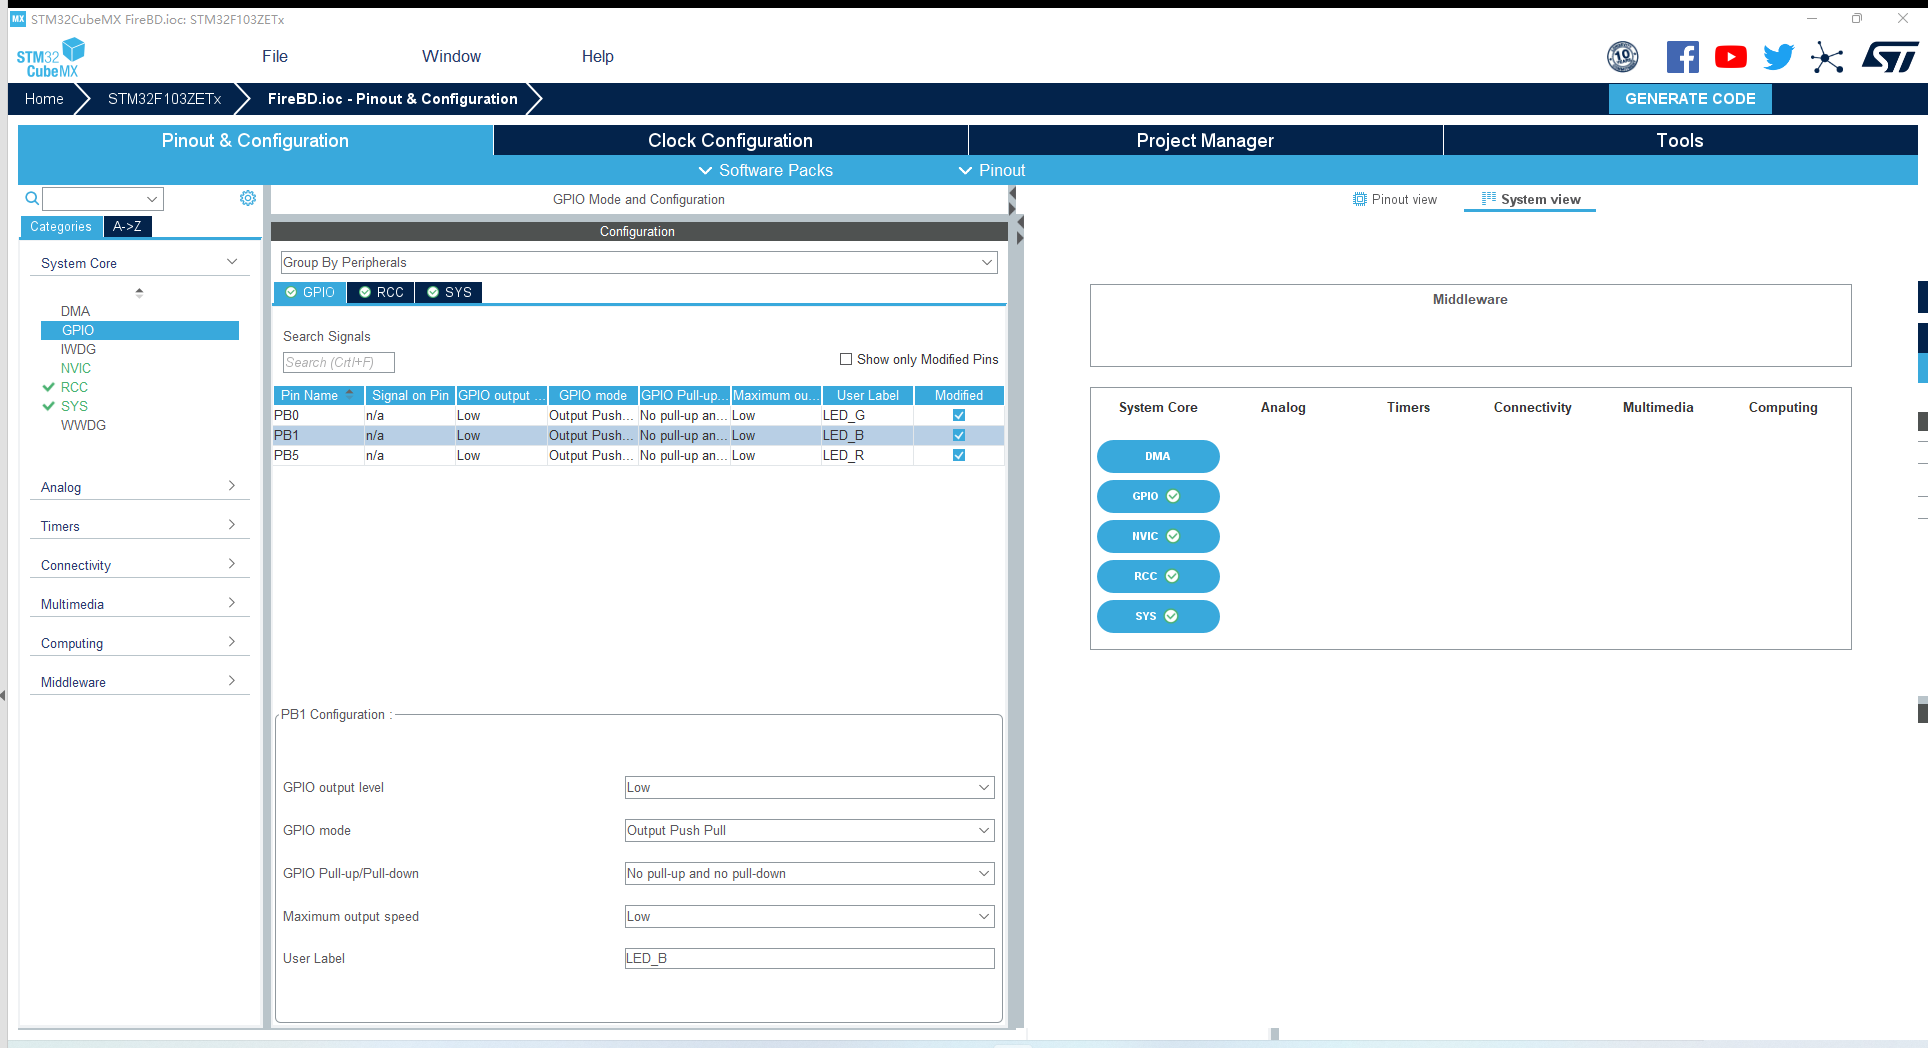 MX STM32CubeMX FireBD.ioc: STM32F103ZETx
STM32
CubeMX
File Window Help
10
Home STM32F103ZETx FireBD.ioc - Pinout & Configuration GENERATE CODE
Pinout & Configuration Clock Configuration Project Manager Tools
Software Packs Pinout
GPIO Mode and Configuration
Pinout view System view
Categories A->Z
Configuration
Group By Peripherals
System Core
DMA
GPIO
IWDG
NVIC
RCC
SYS
WWDG
Analog
Timers
Connectivity
Multimedia
Computing
Middleware
GPIO RCC SYS
Search Signals
Search (Crtl+F)
Show only Modified Pins
Pin Name Signal on Pin GPIO output ... GPIO mode GPIO Pull-up... Maximum ou... User Label Modified
PB0 n/a Low Output Push... No pull-up an... Low LED_G
PB1 n/a Low Output Push... No pull-up an... Low LED_B
PB5 n/a Low Output Push... No pull-up an... Low LED_R
PB1 Configuration :
GPIO output level Low
GPIO mode Output Push Pull
GPIO Pull-up/Pull-down No pull-up and no pull-down
Maximum output speed Low
User Label LED_B
Middleware
System Core Analog Timers Connectivity Multimedia Computing
DMA
GPIO
NVIC
RCC
SYS